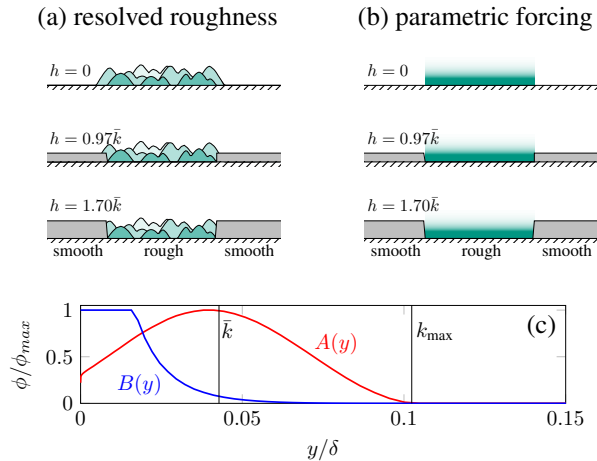 (a) resolved roughness
(b) parametric forcing
h = 0
h = 0
h = 0.97k̄
h = 0.97k̄
h = 1.70k̄
h = 1.70k̄
smooth rough smooth
smooth rough smooth
(c)
1
0.5
0
ϕ/ϕmax
k̄
kmax
A(y)
B(y)
0 0.05 0.1 0.15
y/δ